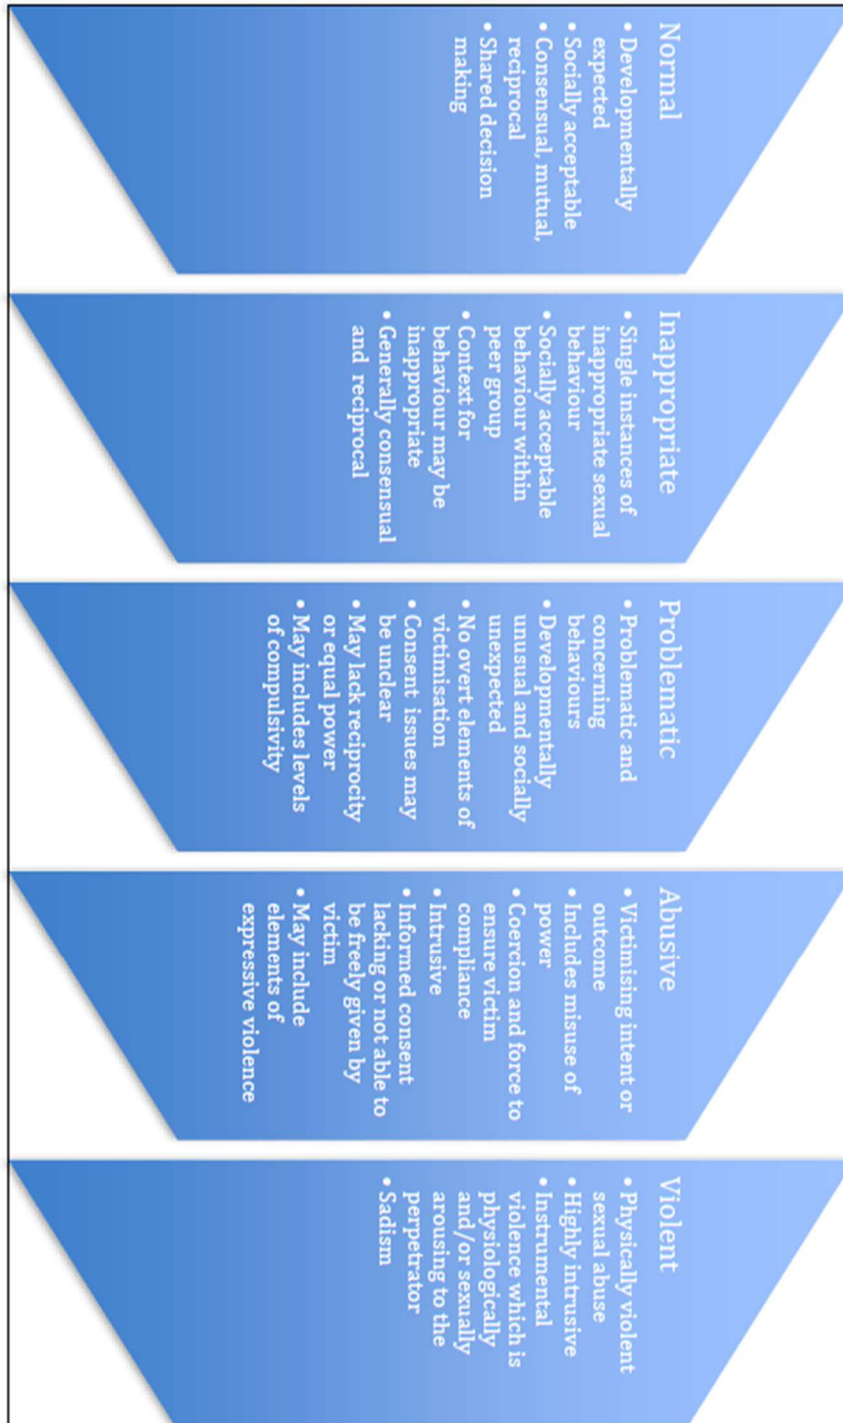 Normal
• Developmentally
expected
• Socially acceptable
• Consensual, mutual,
reciprocal
• Shared decision
making
Inappropriate
• Single instances of
inappropriate sexual
behaviour
• Socially acceptable
behaviour within
peer group
• Context for
behaviour may be
inappropriate
• Generally consensual
and reciprocal
Problematic
• Problematic and
concerning
behaviours
• Developmentally
unusual and socially
unexpected
• No overt elements of
victimisation
• Consent issues may
be unclear
• May lack reciprocity
or equal power
• May includes levels
of compulsivity
Abusive
• Victimising intent or
outcome
• Includes misuse of
power
• Coercion and force to
ensure victim
compliance
• Intrusive
• Informed consent
lacking or not able to
be freely given by
victim
• May include
elements of
expressive violence
Violent
• Physically violent
sexual abuse
• Highly intrusive
• Instrumental
violence which is
physiologically
and/or sexually
arousing to the
perpetrator
• Sadism